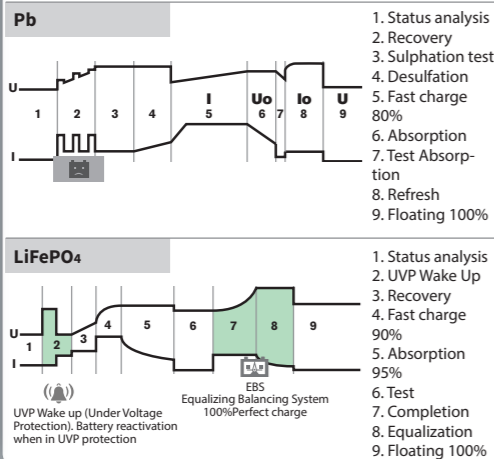 Pb
U
I
1
2
3
4
I
5
Uo
6
7
Io
8
U
9
1. Status analysis
2. Recovery
3. Sulphation test
4. Desulfation
5. Fast charge
80%
6. Absorption
7. Test Absorp-
tion
8. Refresh
9. Floating 100%
LiFePO4
U
I
1
2
3
4
5
6
7
8
9
UVP Wake up (Under Voltage
Protection). Battery reactivation
when in UVP protection
EBS
Equalizing Balancing System
100%Perfect charge
1. Status analysis
2. UVP Wake Up
3. Recovery
4. Fast charge
90%
5. Absorption
95%
6. Test
7. Completion
8. Equalization
9. Floating 100%